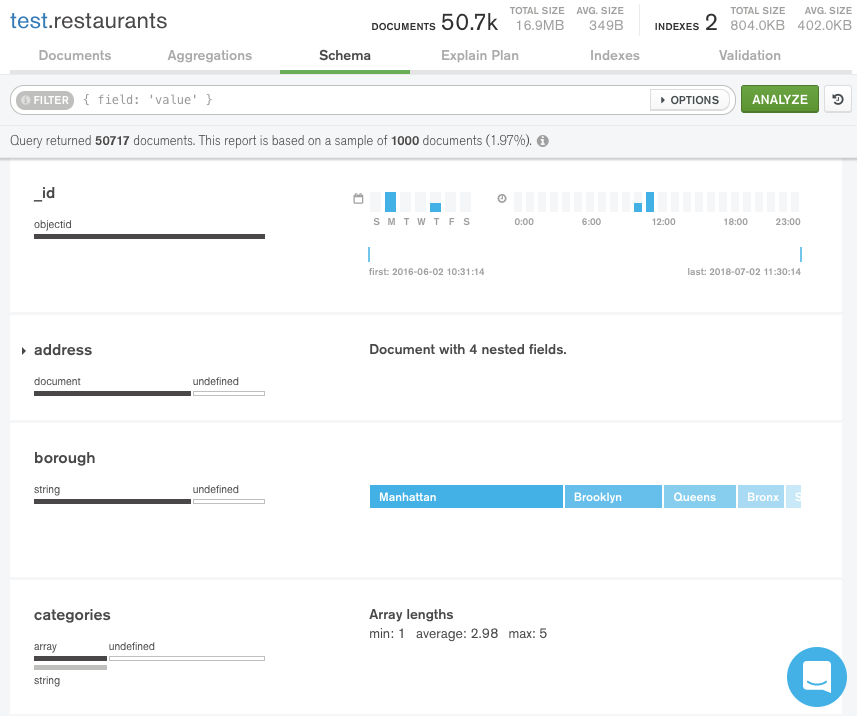 test.restaurants
DOCUMENTS 50.7k TOTAL SIZE 16.9MB AVG. SIZE 349B INDEXES 2 TOTAL SIZE 804.0KB AVG. SIZE 402.0KB
Documents Aggregations Schema Explain Plan Indexes Validation
FILTER { field: 'value' } OPTIONS ANALYZE
Query returned 50717 documents. This report is based on a sample of 1000 documents (1.97%).
_id
objectid
S M T W T F S 0:00 6:00 12:00 18:00 23:00
first: 2016-06-02 10:31:14 last: 2018-07-02 11:30:14
address Document with 4 nested fields.
document undefined
borough
string undefined
Manhattan Brooklyn Queens Bronx S
categories Array lengths
min: 1 average: 2.98 max: 5
array undefined
string